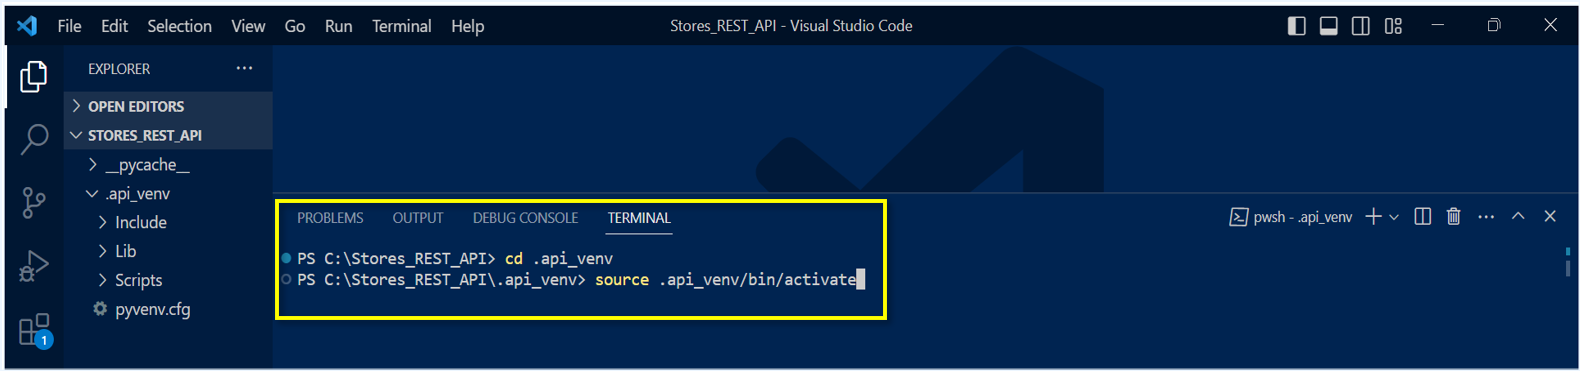 File Edit Selection View Go Run Terminal Help Stores_REST_API - Visual Studio Code
EXPLORER ...
OPEN EDITORS
STORES_REST_API
__pycache__
.api_venv
Include
Lib
Scripts
pyvenv.cfg
1
PROBLEMS OUTPUT DEBUG CONSOLE TERMINAL
pwsh - .api_venv
PS C:\Stores_REST_API> cd .api_venv
PS C:\Stores_REST_API\.api_venv> source .api_venv/bin/activate